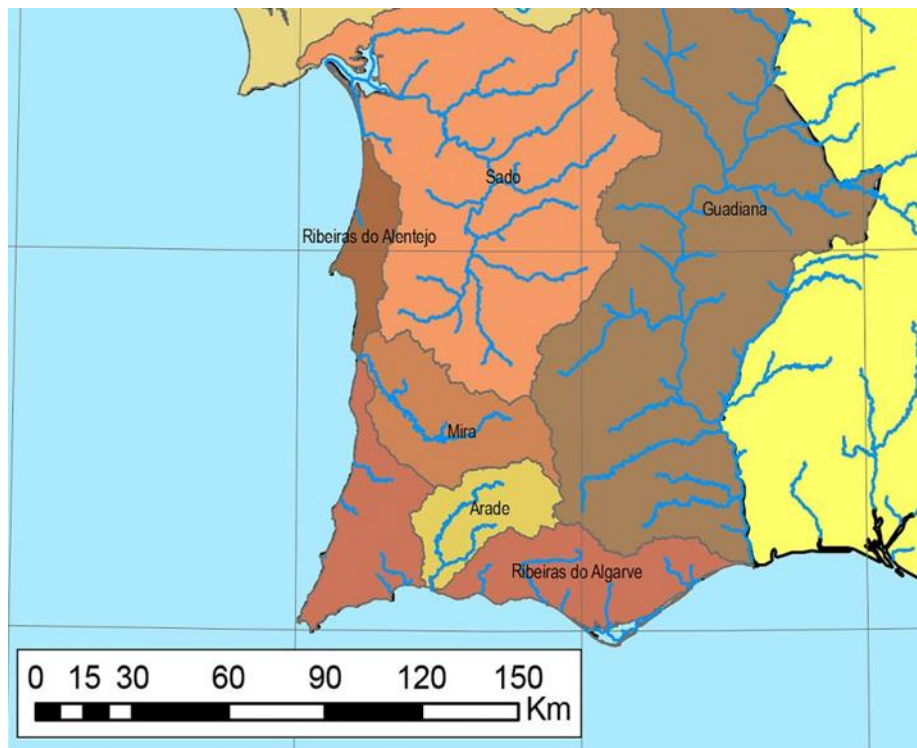 Sado
Guadiana
Ribeiras do Alentejo
Mira
Arade
Ribeiras do Algarve
0 15 30 60 90 120 150
Km